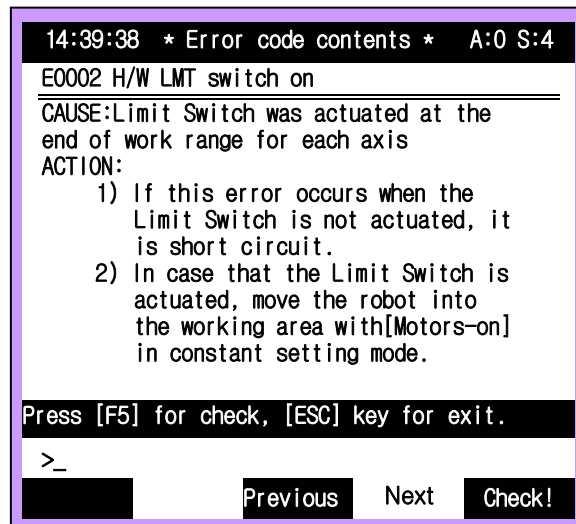 14:39:38 * Error code contents * A:0 S:4
E0002 H/W LMT switch on
CAUSE:Limit Switch was actuated at the
end of work range for each axis
ACTION:
1) If this error occurs when the
Limit Switch is not actuated, it
is short circuit.
2) In case that the Limit Switch is
actuated, move the robot into
the working area with[Motors-on]
in constant setting mode.
Press [F5] for check, [ESC] key for exit.
>_
Previous Next Check!